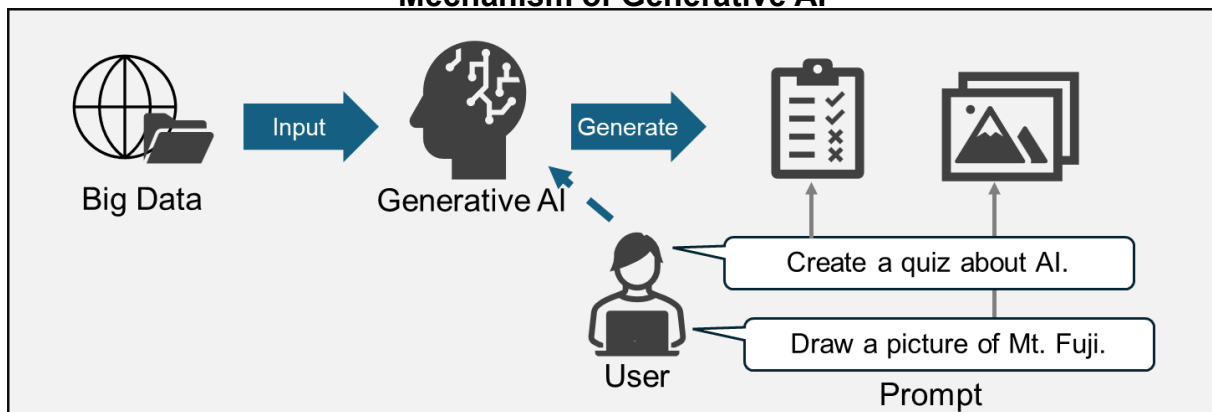 Mechanism of Generative AI
Input
Generate
Big Data
Generative AI
Create a quiz about AI.
Draw a picture of Mt. Fuji.
User
Prompt